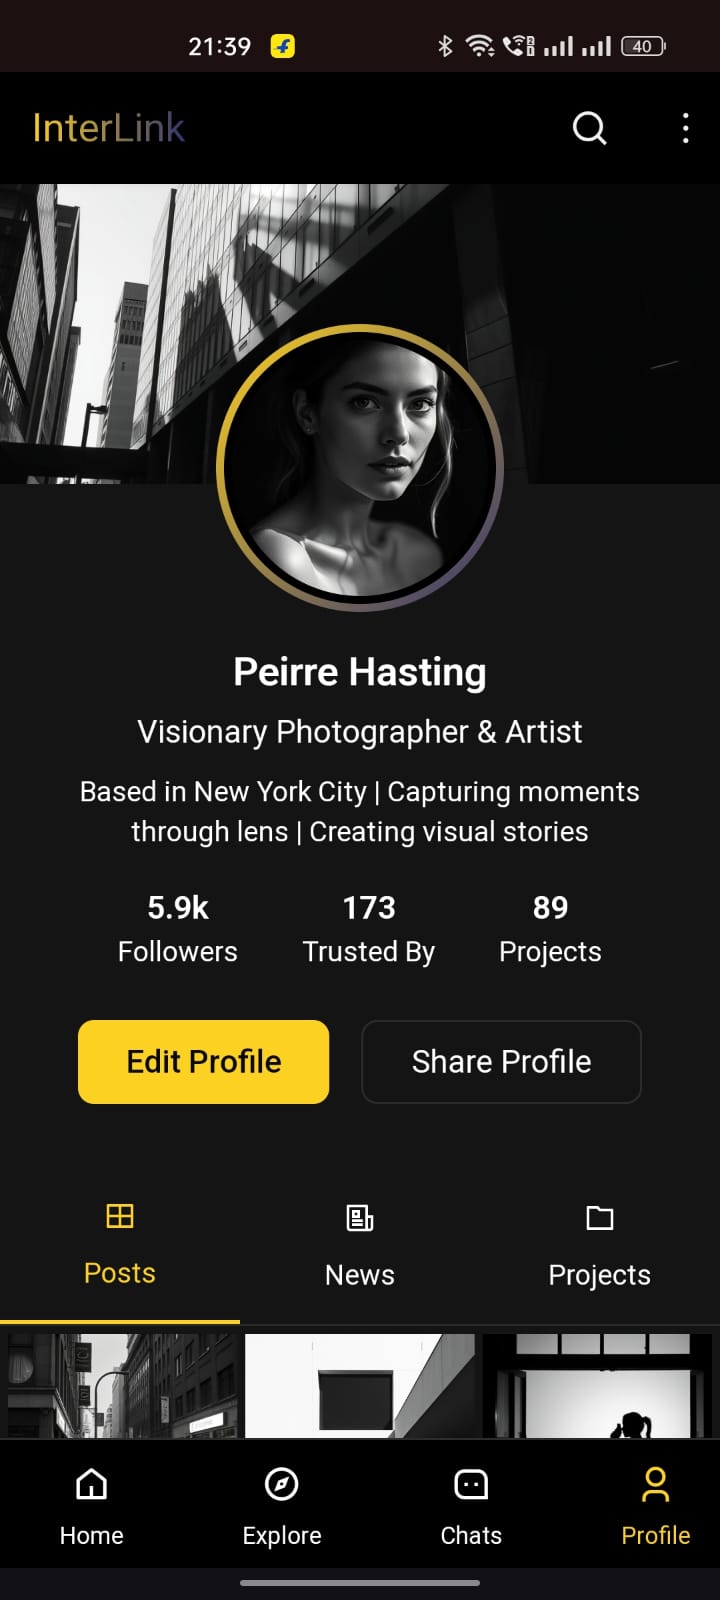 21:39
40
InterLink
Peirre Hasting
Visionary Photographer & Artist
Based in New York City | Capturing moments
through lens | Creating visual stories
5.9k 173 89
Followers Trusted By Projects
Edit Profile Share Profile
Posts News Projects
Home Explore Chats Profile